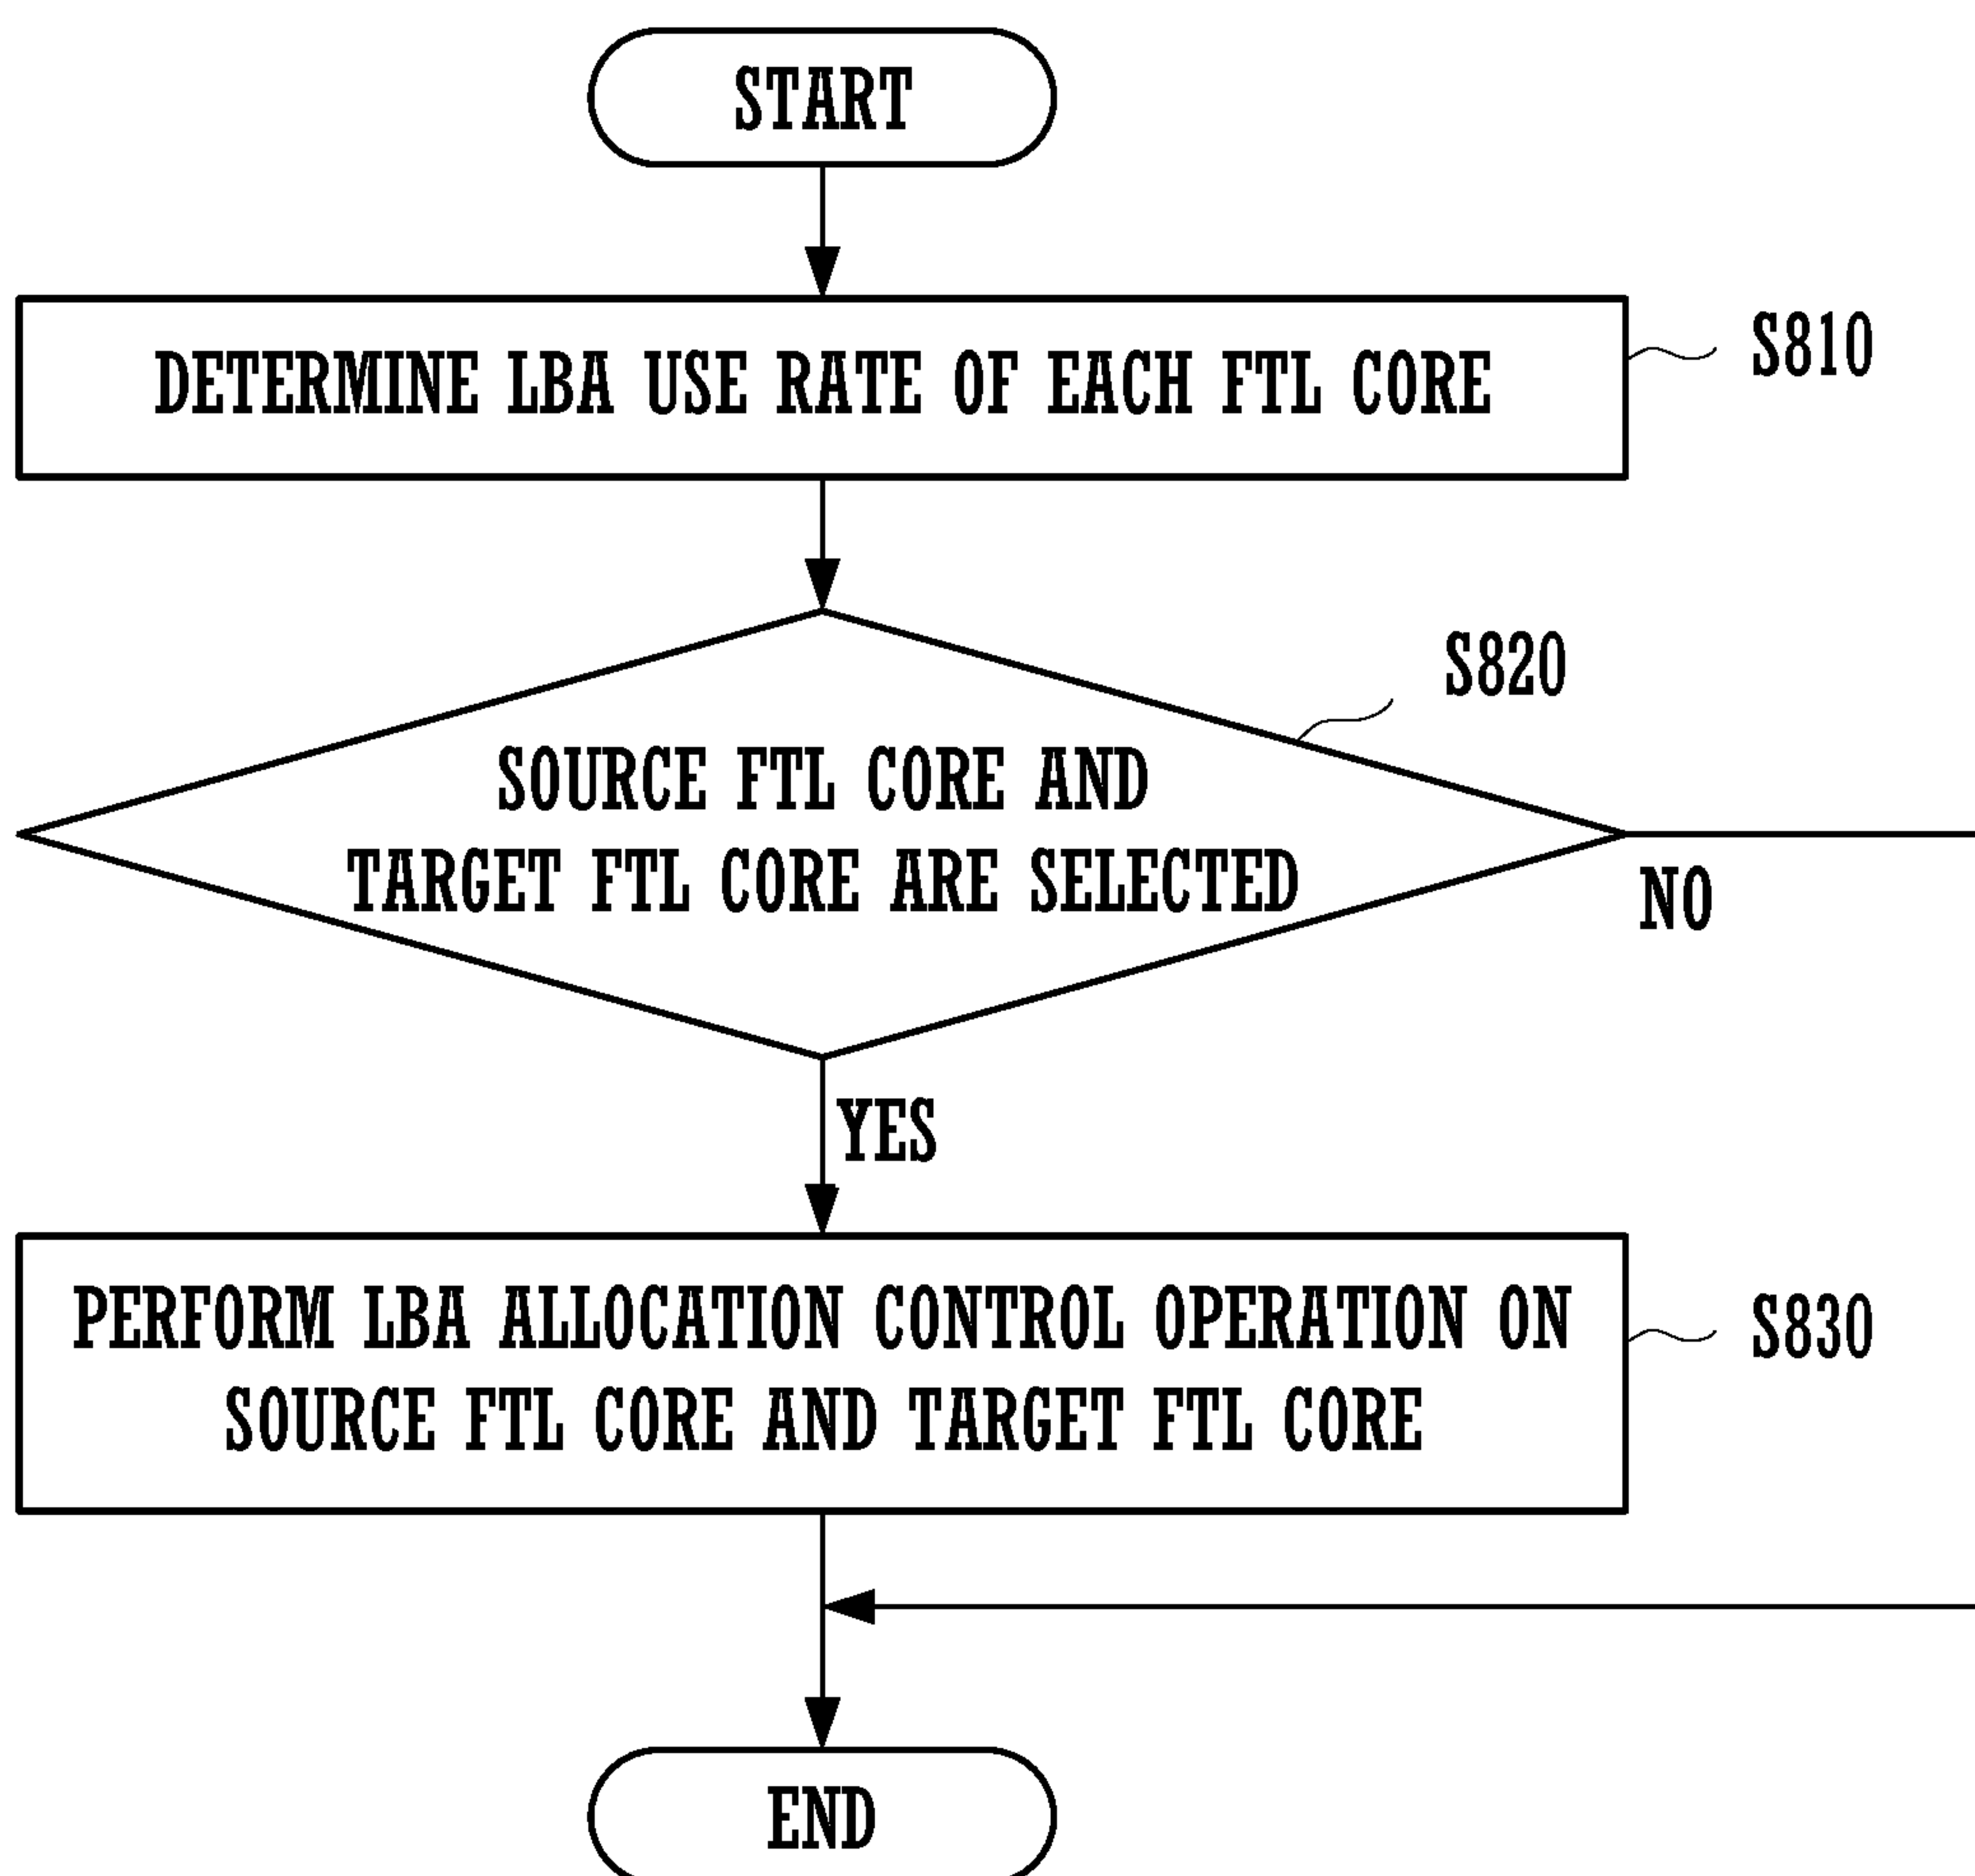 START
DETERMINE LBA USE RATE OF EACH FTL CORE
S810
S820
SOURCE FTL CORE AND
TARGET FTL CORE ARE SELECTED
NO
YES
PERFORM LBA ALLOCATION CONTROL OPERATION ON
SOURCE FTL CORE AND TARGET FTL CORE
S830
END